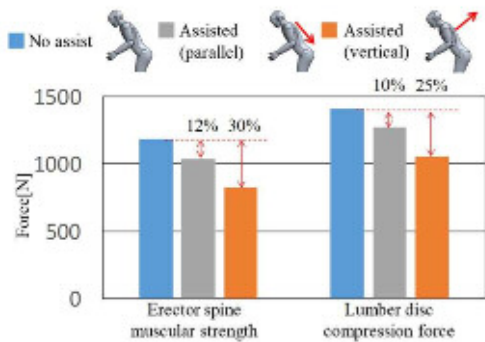 No assist
Assisted
(parallel)
Assisted
(vertical)
Force[N]
1500
1000
500
0
12%
30%
10%
25%
Erector spine
muscular strength
Lumber disc
compression force